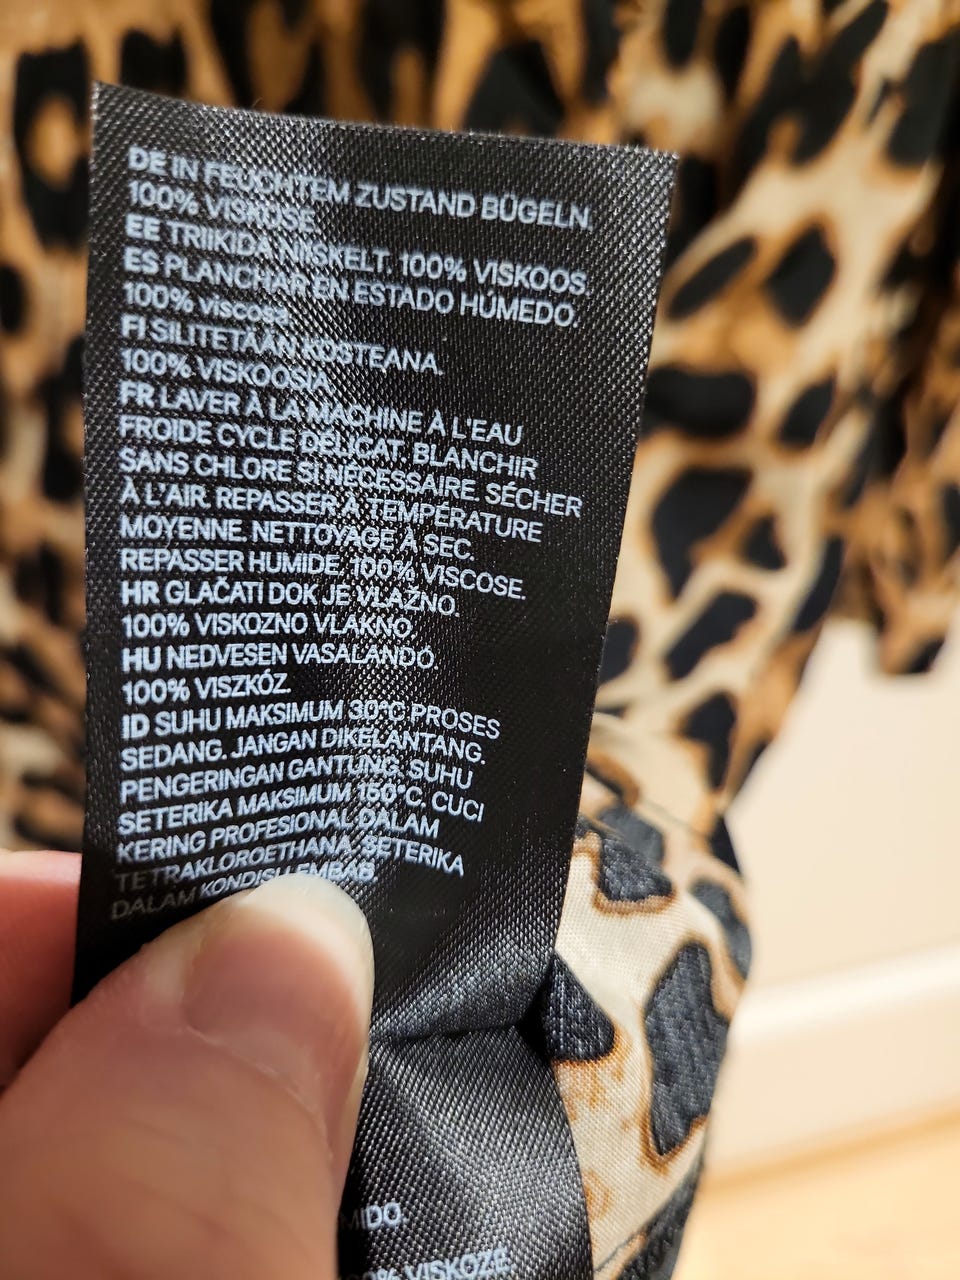 DE IN FEUCHTEM ZUSTAND BÜGELN.
100% VISKOSE.
EE TRIIKIDA NIISKELT. 100% VISKOOS.
ES PLANCHAR EN ESTADO HÚMEDO.
100% viscosa.
FI SILITETÄÄN KOSTEANA.
100% VISKOOSIA.
FR LAVER À LA MACHINE À L'EAU
FROIDE CYCLE DÉLICAT. BLANCHIR
SANS CHLORE SI NÉCESSAIRE. SÉCHER
À L'AIR. REPASSER À TEMPÉRATURE
MOYENNE. NETTOYAGE À SEC.
REPASSER HUMIDE. 100% VISCOSE.
HR GLAČATI DOK JE VLAŽNO.
100% VISKOZNO VLAKNO.
HU NEDVESEN VASALANDÓ.
100% VISZKÓZ.
ID SUHU MAKSIMUM 30°C PROSES
SEDANG. JANGAN DIKELANTANG.
PENGERINGAN GANTUNG. SUHU
SETERIKA MAKSIMUM 150°C. CUCI
KERING PROFESIONAL DALAM
TETRAKLOROETHANA. SETERIKA
DALAM KONDISI LEMBAB
MIDO.
VISKOZE